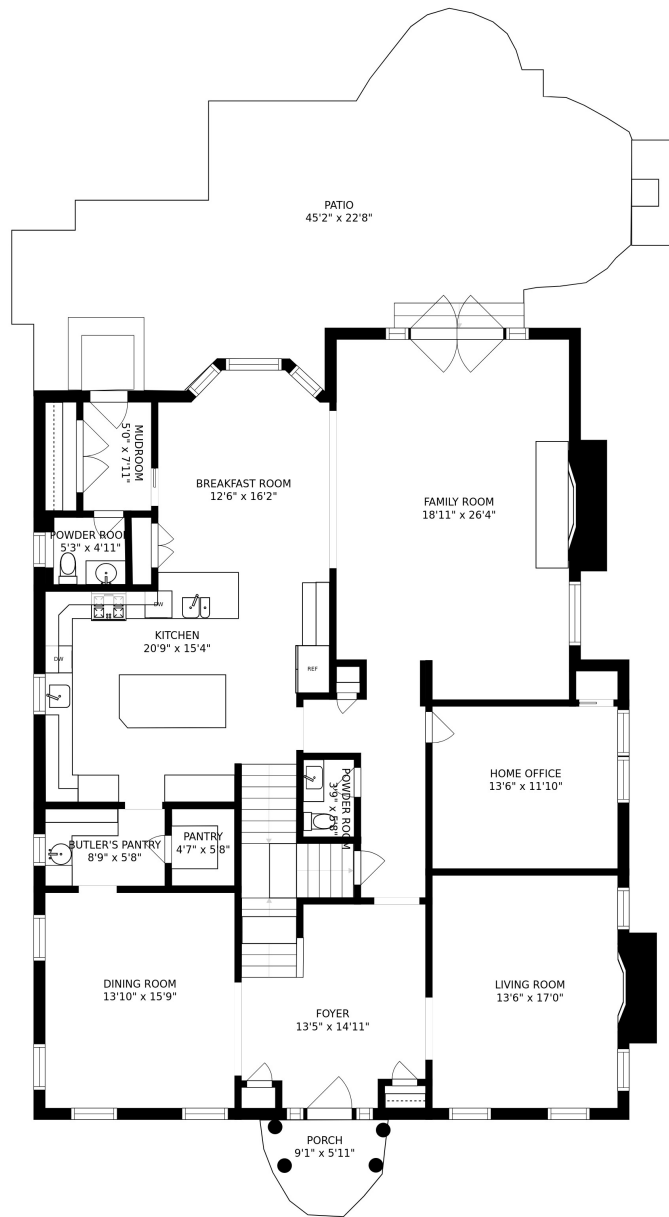 PATIO
45'2" x 22'8"
MUDROOM
5'0" x 7'11"
BREAKFAST ROOM
12'6" x 16'2"
FAMILY ROOM
18'11" x 26'4"
POWDER ROOM
5'3" x 4'11"
DW
KITCHEN
20'9" x 15'4"
DW
REF
POWDER ROOM
3'9" x 5'8"
HOME OFFICE
13'6" x 11'10"
BUTLER'S PANTRY
8'9" x 5'8"
PANTRY
4'7" x 5'8"
DINING ROOM
13'10" x 15'9"
LIVING ROOM
13'6" x 17'0"
FOYER
13'5" x 14'11"
PORCH
9'1" x 5'11"